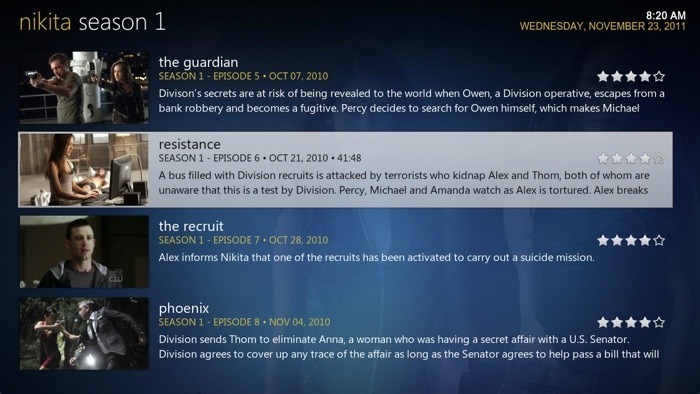 nikita season 1
8:20 AM
WEDNESDAY, NOVEMBER 23, 2011
the guardian
SEASON 1 - EPISODE 5 • OCT 07, 2010
Divison's secrets are at risk of being revealed to the world when Owen, a Division operative, escapes from a
bank robbery and becomes a fugitive. Percy decides to search for Owen himself, which makes Michael
resistance
SEASON 1 - EPISODE 6 • OCT 21, 2010 • 41:48
A bus filled with Division recruits is attacked by terrorists who kidnap Alex and Thom, both of whom are
unaware that this is a test by Division. Percy, Michael and Amanda watch as Alex is tortured. Alex breaks
the recruit
SEASON 1 - EPISODE 7 • OCT 28, 2010
Alex informs Nikita that one of the recruits has been activated to carry out a suicide mission.
phoenix
SEASON 1 - EPISODE 8 • NOV 04, 2010
Division sends Thom to eliminate Anna, a woman who was having a secret affair with a U.S. Senator.
Division agrees to cover up any trace of the affair as long as the Senator agrees to help pass a bill that will